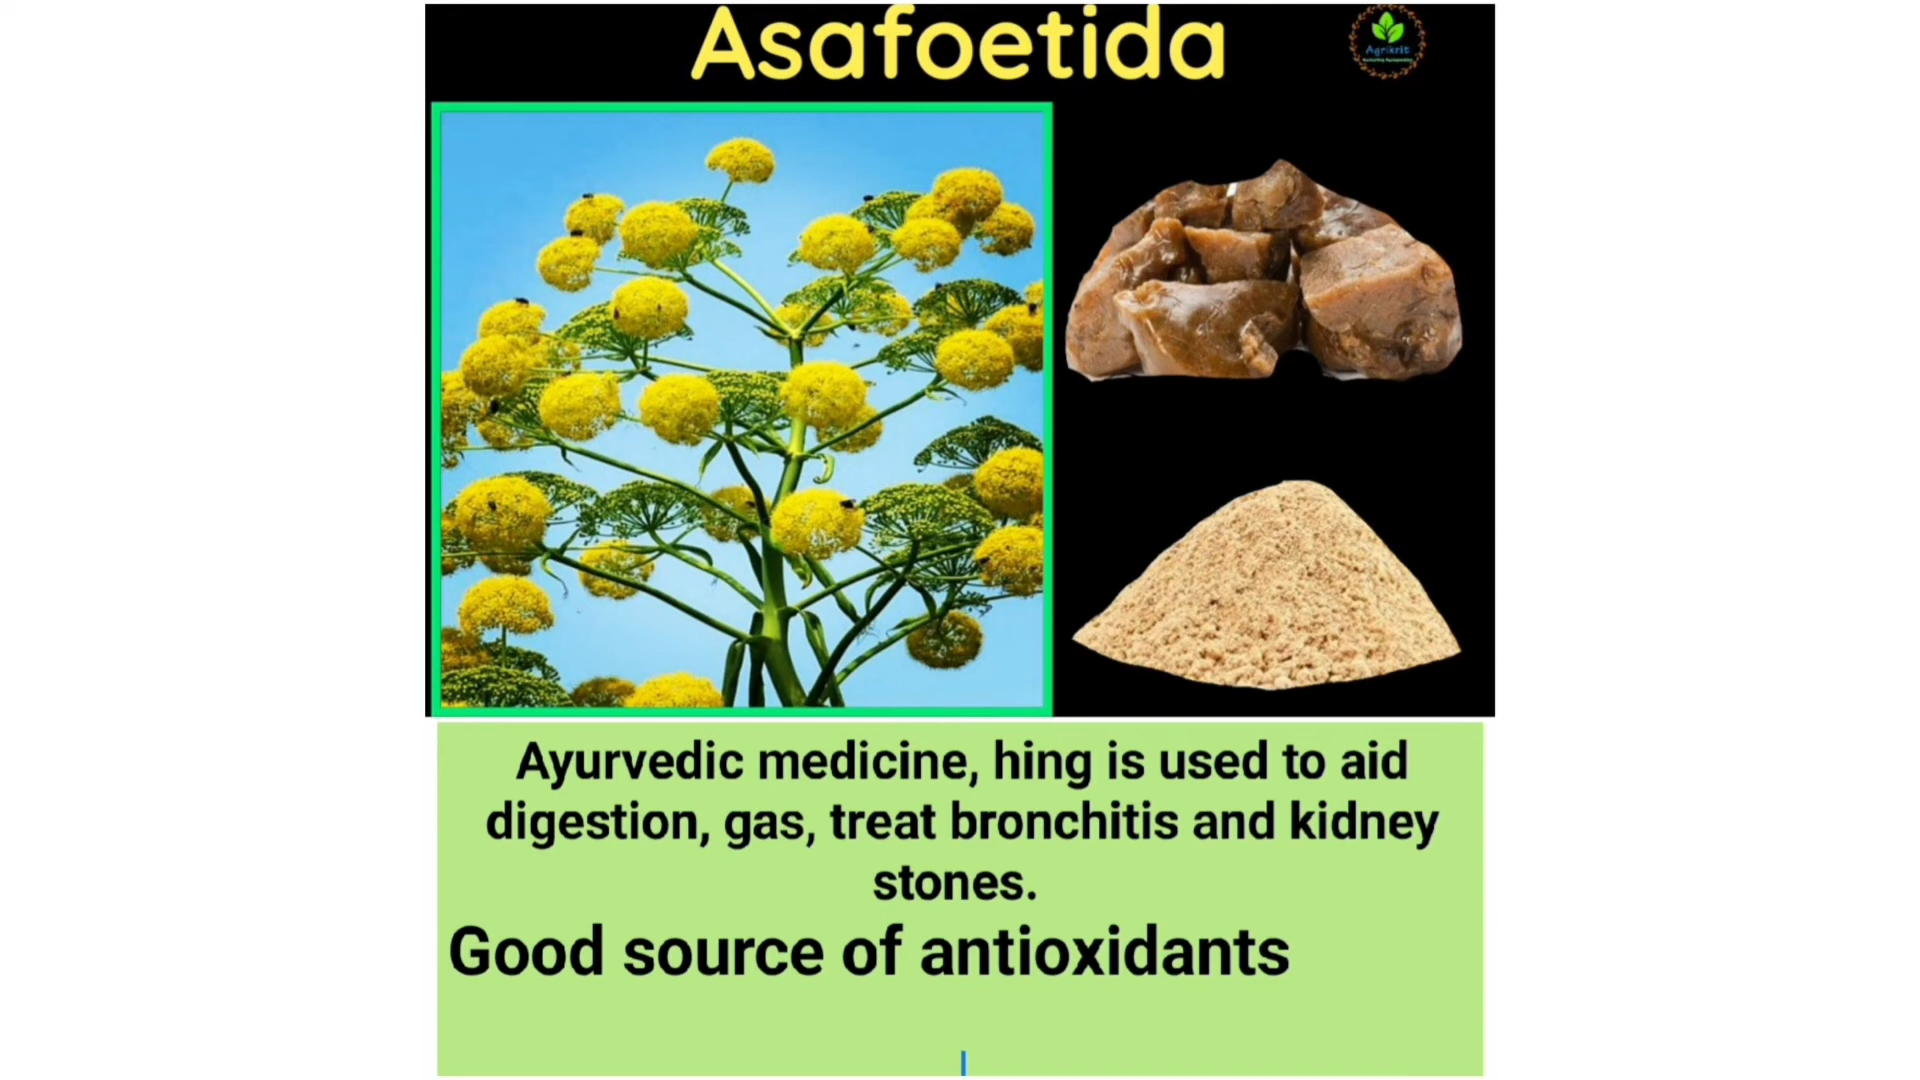 Asafoetida
Agrikrit
Ayurvedic medicine, hing is used to aid
digestion, gas, treat bronchitis and kidney
stones.
Good source of antioxidants